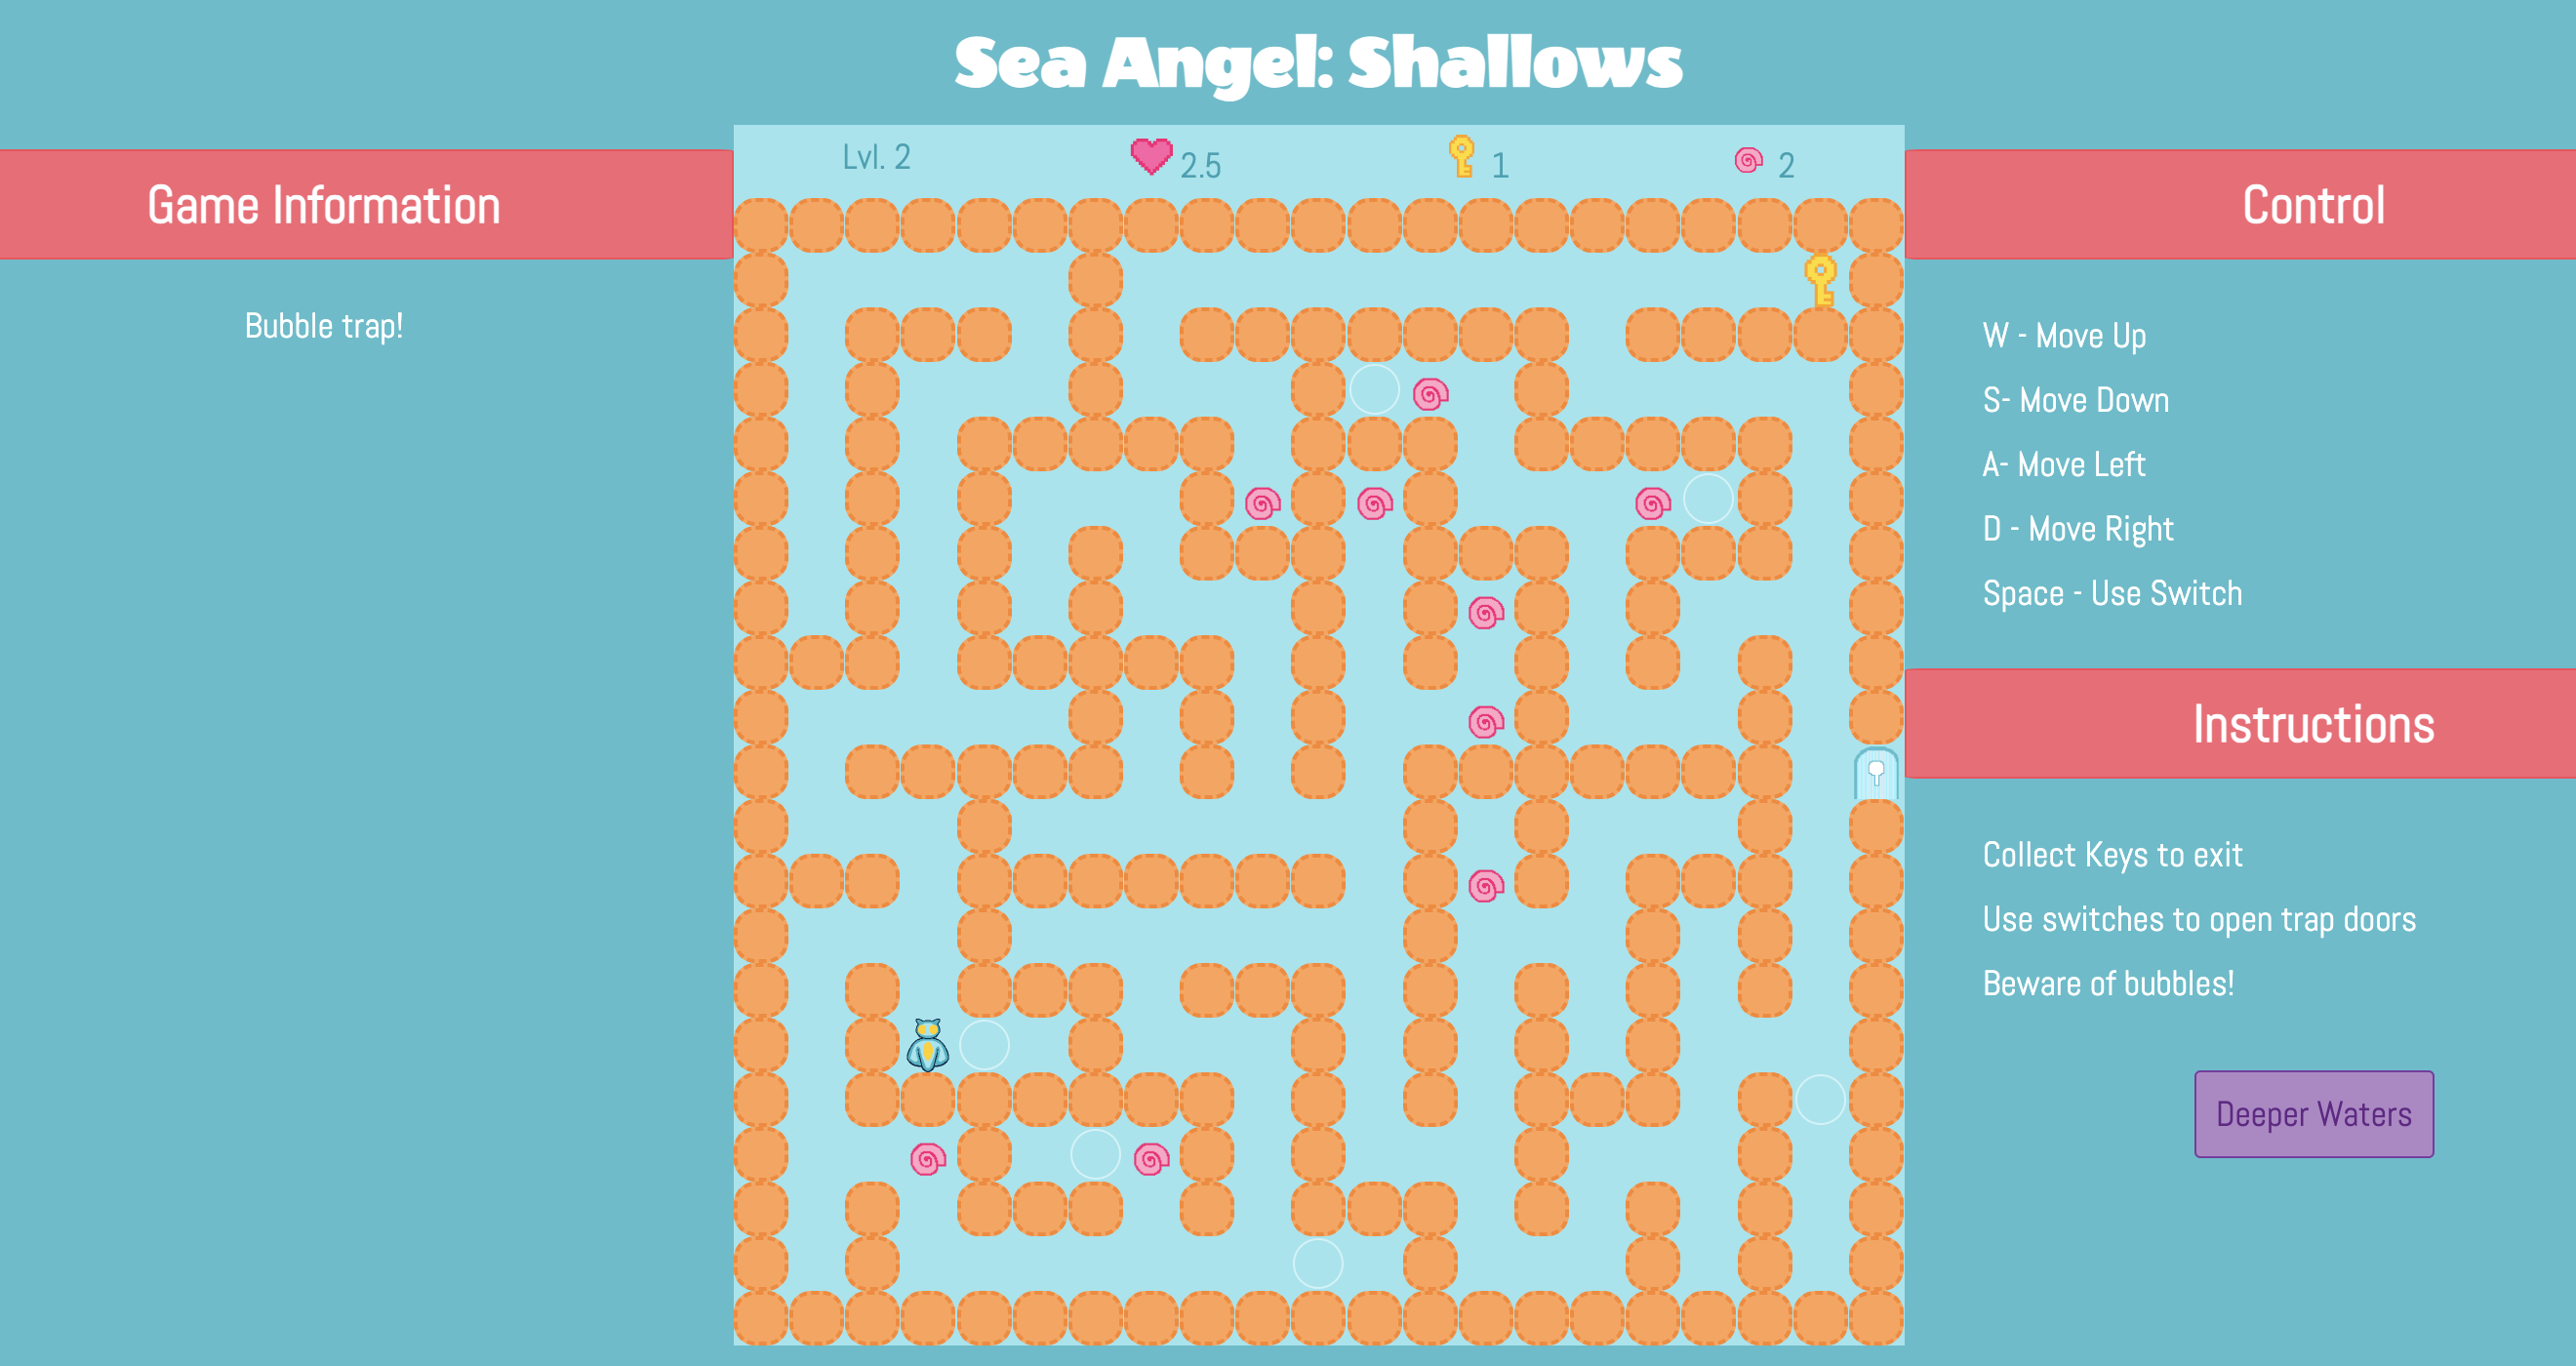 Sea Angel: Shallows
Lvl. 2
2.5
1
2
Game Information
Bubble trap!
Control
W - Move Up
S- Move Down
A- Move Left
D - Move Right
Space - Use Switch
Instructions
Collect Keys to exit
Use switches to open trap doors
Beware of bubbles!
Deeper Waters